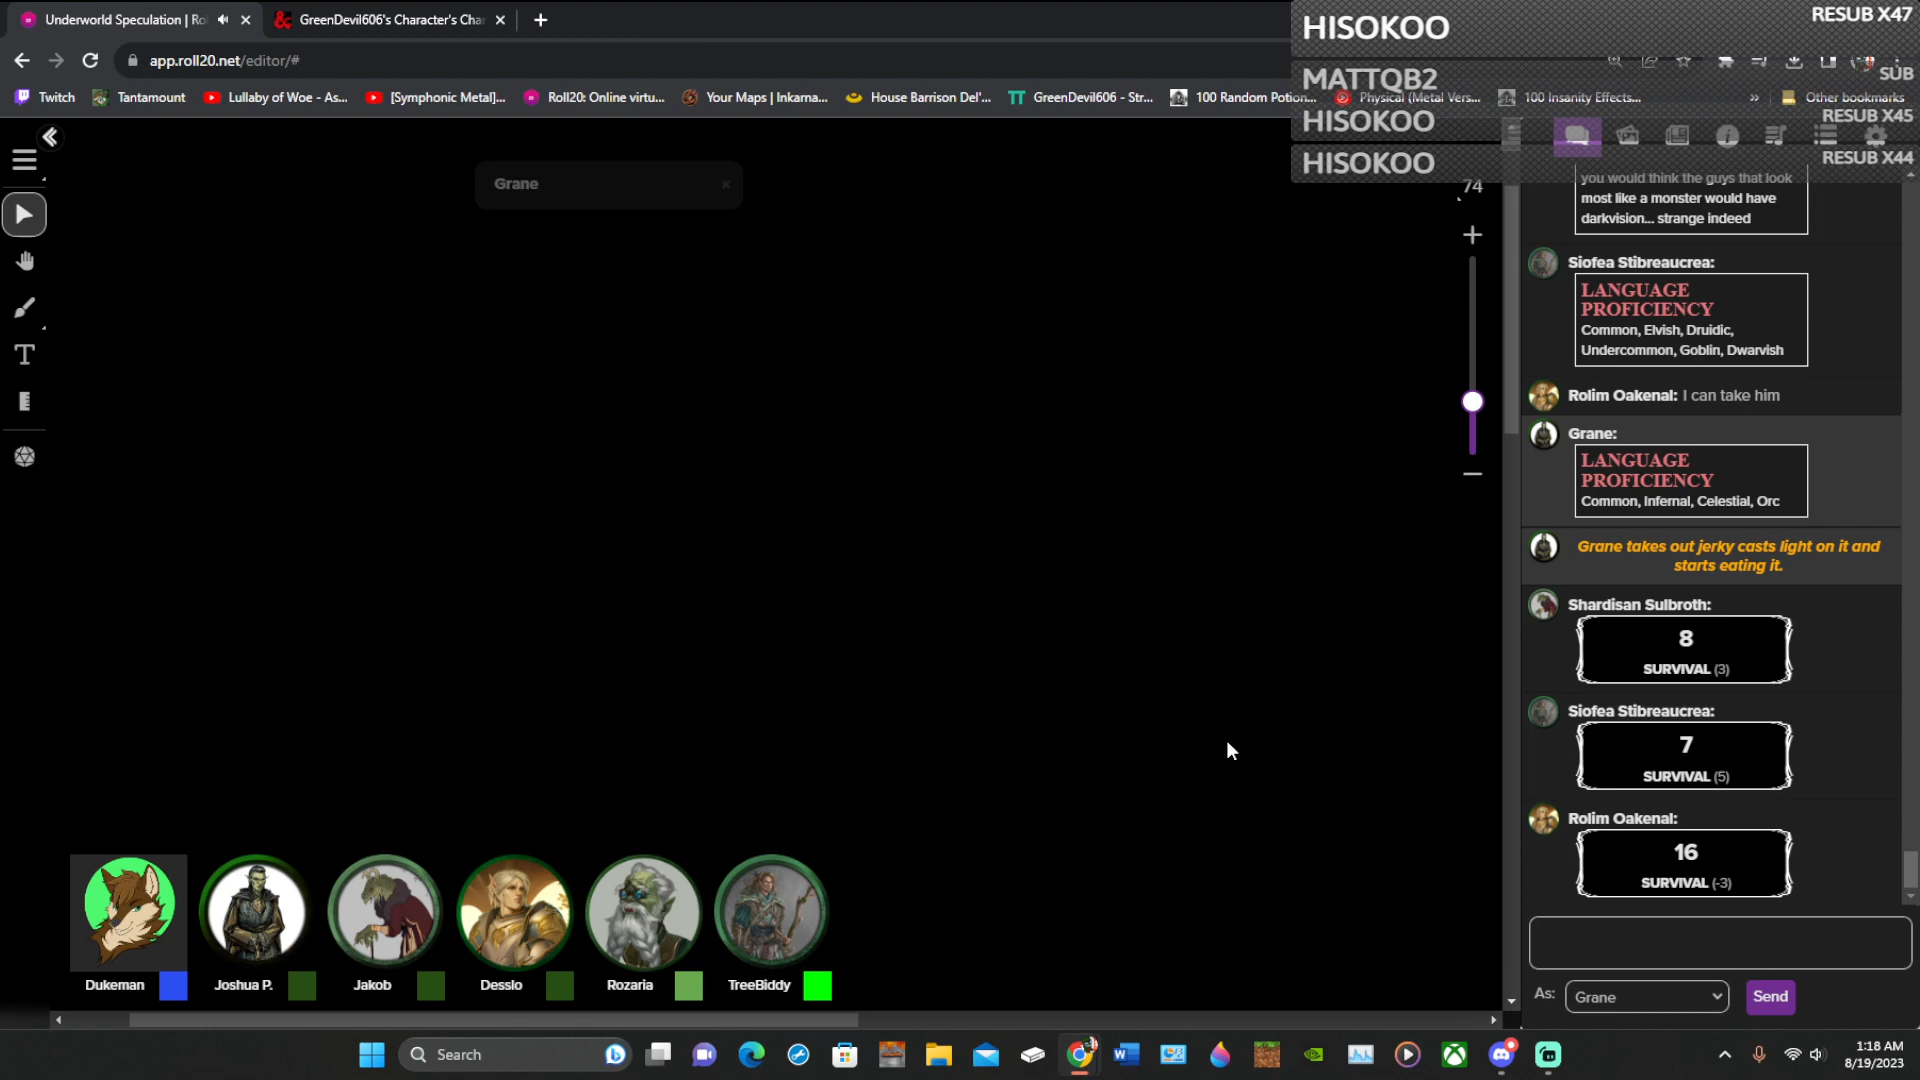 Underworld Speculation | Ro
GreenDevil606's Character's Char
HISOKOO
RESUB X47
app.roll20.net/editor/#
MATTQB2
SUB
Twitch
Tantamount
Lullaby of Woe - As...
[Symphonic Metal]...
Roll20: Online virtu...
Your Maps | Inkarna...
House Barrison Del'...
GreenDevil606 - Str...
100 Random Potion...
Physical (Metal Vers...
100 Insanity Effects...
»
Other bookmarks
HISOKOO
RESUB X45
HISOKOO
RESUB X44
Grane
74
you would think the guys that look
most like a monster would have
darkvision... strange indeed
Siofea Stibreaucrea:
LANGUAGE
PROFICIENCY
Common, Elvish, Druidic,
Undercommon, Goblin, Dwarvish
Rolim Oakenal: I can take him
Grane:
LANGUAGE
PROFICIENCY
Common, Infernal, Celestial, Orc
Grane takes out jerky casts light on it and
starts eating it.
Shardisan Sulbroth:
8
SURVIVAL (3)
Siofea Stibreaucrea:
7
SURVIVAL (5)
Rolim Oakenal:
16
SURVIVAL (-3)
Dukeman
Joshua P.
Jakob
Desslo
Rozaria
TreeBiddy
As:
Grane
Send
Search
1:18 AM
8/19/2023